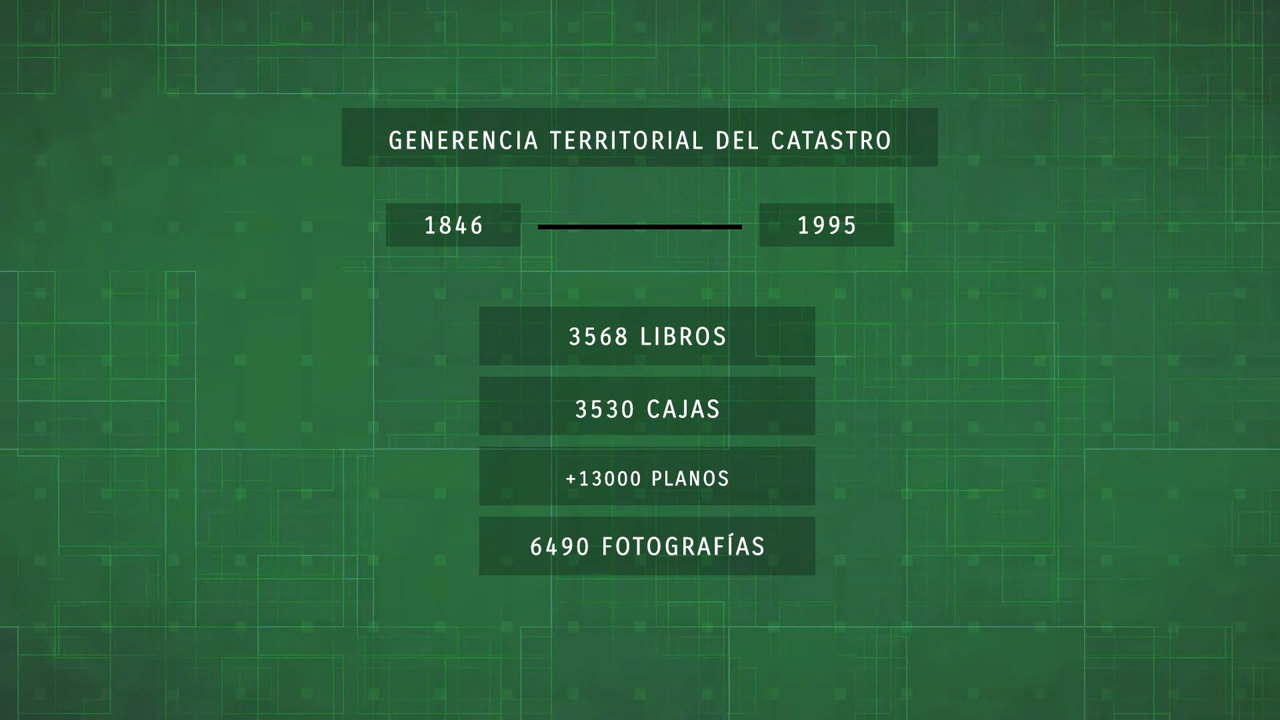 GENERENCIA TERRITORIAL DEL CATASTRO
1846 1995
3568 LIBROS
3530 CAJAS
+13000 PLANOS
6490 FOTOGRAFÍAS